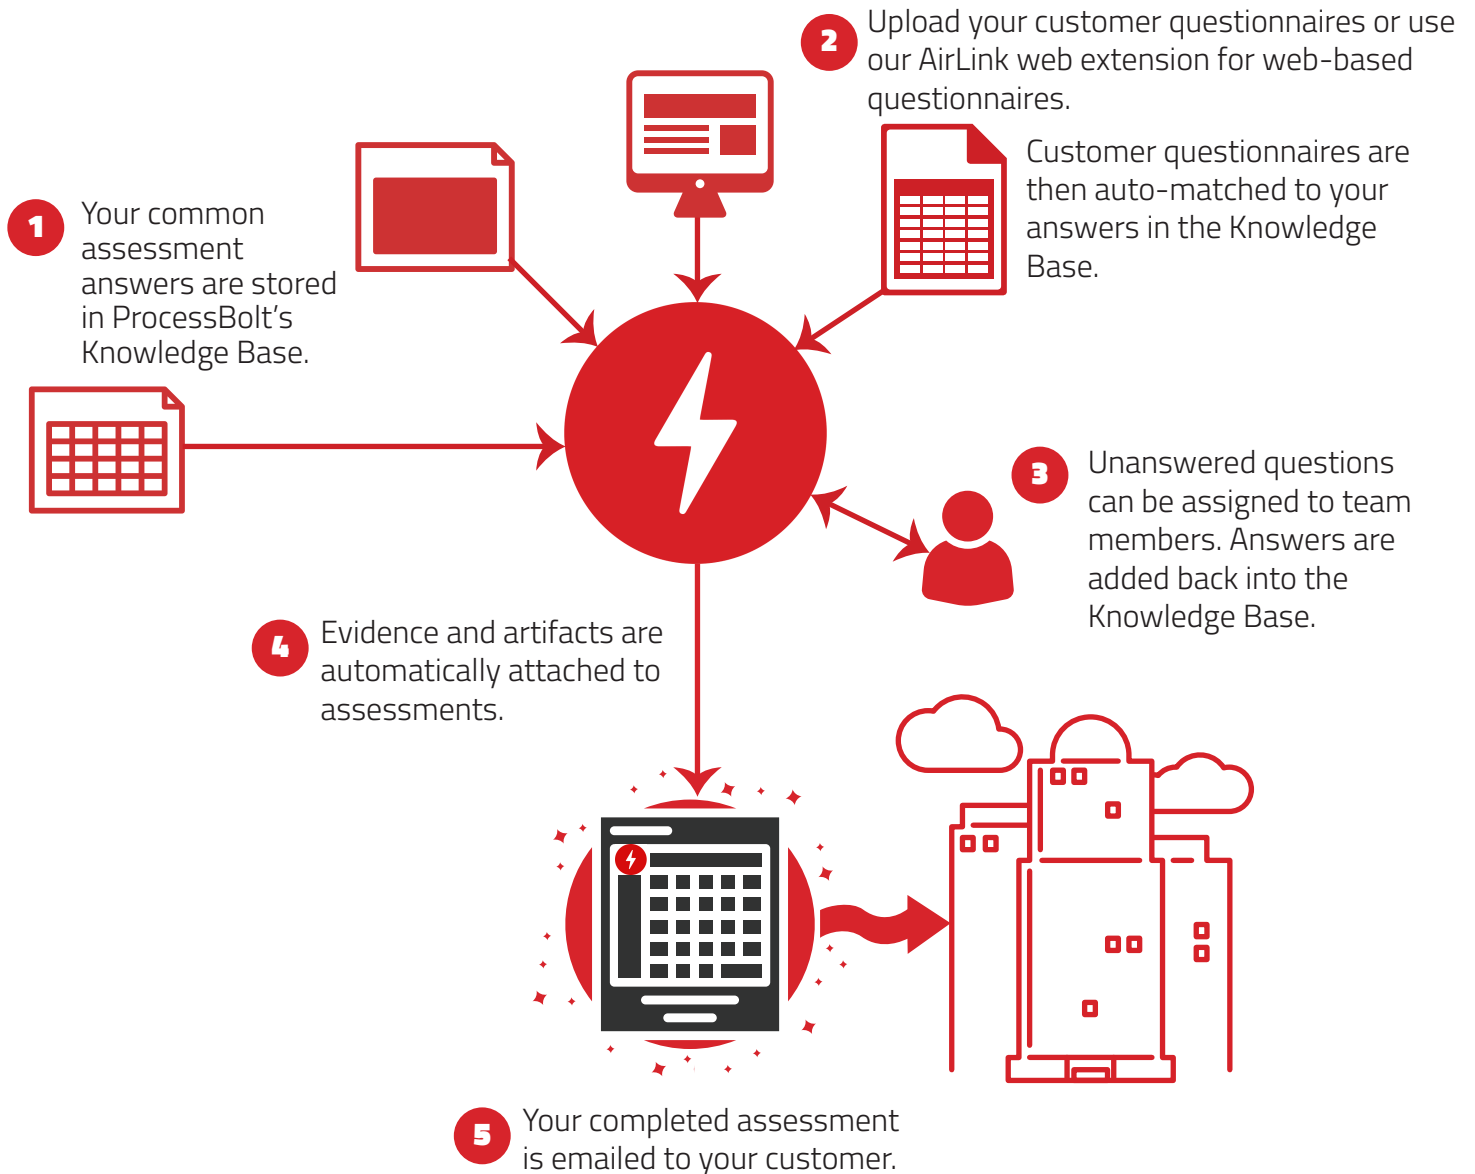 1
Your common
assessment
answers are stored
in ProcessBolt’s
Knowledge Base.
2
Upload your customer questionnaires or use
our AirLink web extension for web-based
questionnaires.
Customer questionnaires are
then auto-matched to your
answers in the Knowledge
Base.
3
Unanswered questions
can be assigned to team
members. Answers are
added back into the
Knowledge Base.
4
Evidence and artifacts are
automatically attached to
assessments.
5
Your completed assessment
is emailed to your customer.